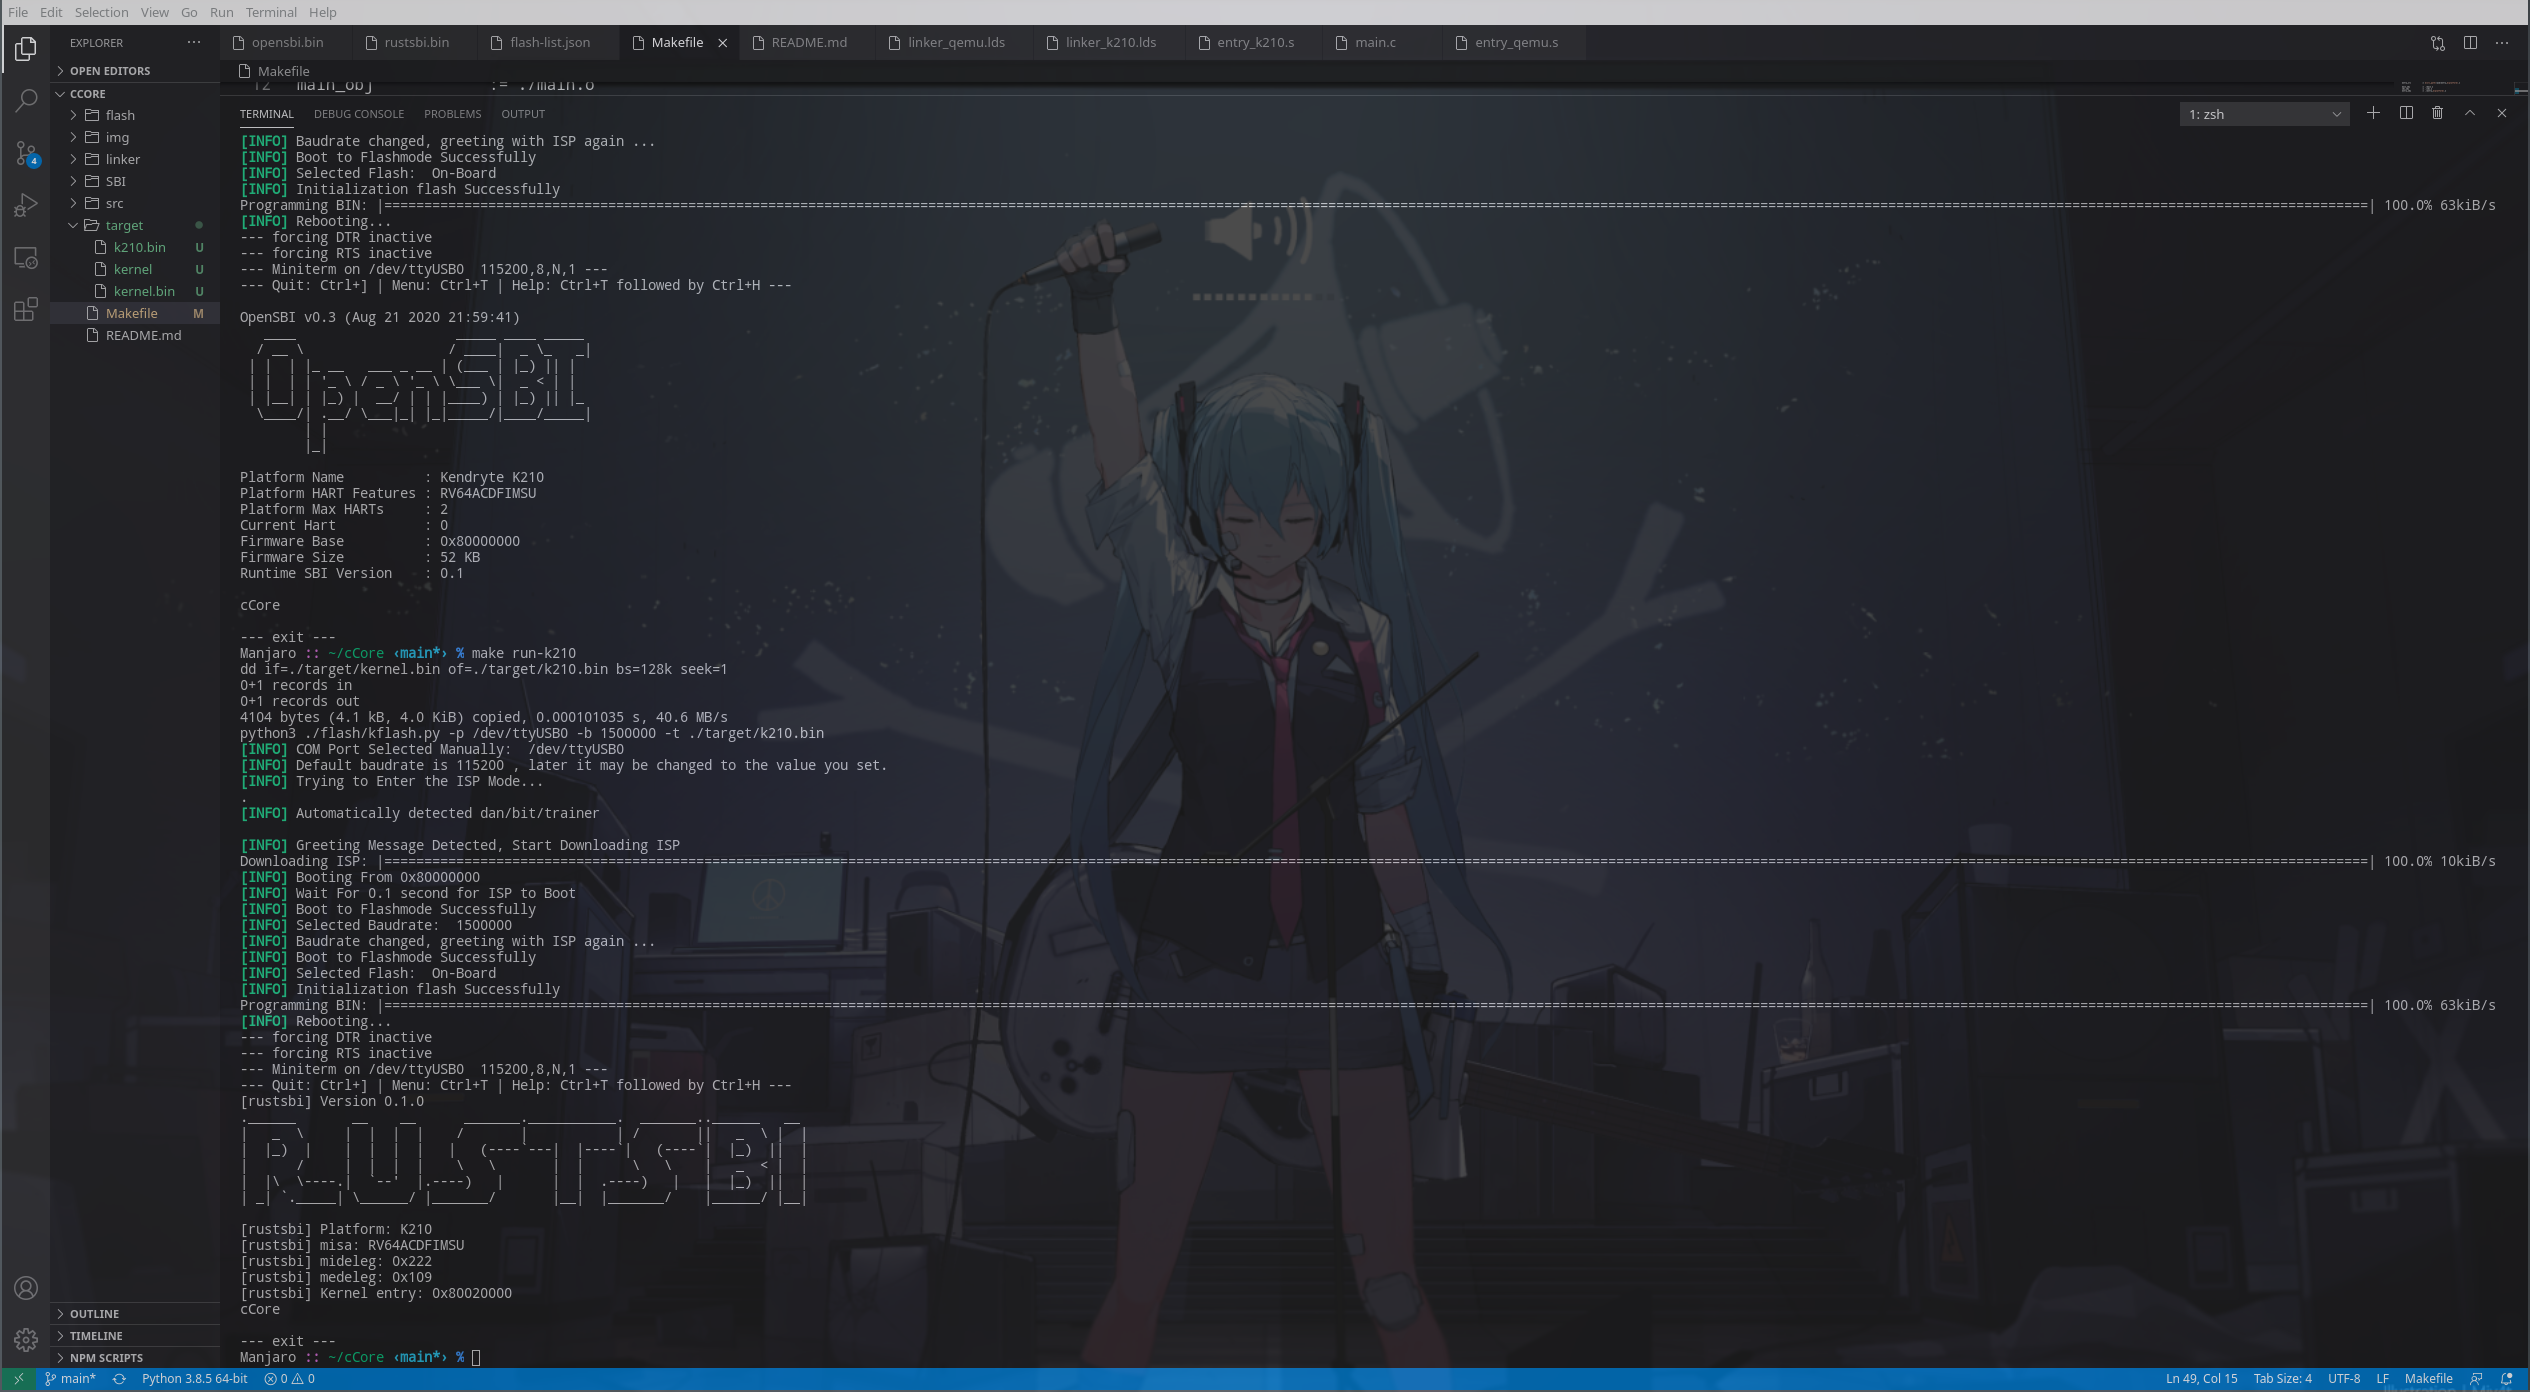 File Edit Selection View Go Run Terminal Help
EXPLORER ···
opensbi.bin rustsbi.bin flash-list.json Makefile README.md linker_qemu.lds linker_k210.lds entry_k210.s main.c entry_qemu.s
OPEN EDITORS
CCORE
flash
img
linker
SBI
src
target
k210.bin U
kernel U
kernel.bin U
Makefile M
README.md
4
OUTLINE
TIMELINE
NPM SCRIPTS
Makefile
12 main_obj := ./main.o
TERMINAL DEBUG CONSOLE PROBLEMS OUTPUT
1: zsh
[INFO] Baudrate changed, greeting with ISP again ...
[INFO] Boot to Flashmode Successfully
[INFO] Selected Flash:  On-Board
[INFO] Initialization flash Successfully
Programming BIN: |=====| 100.0% 63kiB/s
[INFO] Rebooting...
--- forcing DTR inactive
--- forcing RTS inactive
--- Miniterm on /dev/ttyUSB0  115200,8,N,1 ---
--- Quit: Ctrl+] | Menu: Ctrl+T | Help: Ctrl+T followed by Ctrl+H ---
OpenSBI v0.3 (Aug 21 2020 21:59:41)
OpenSBI
Platform Name          : Kendryte K210
Platform HART Features : RV64ACDFIMSU
Platform Max HARTs     : 2
Current Hart           : 0
Firmware Base          : 0x80000000
Firmware Size          : 52 KB
Runtime SBI Version    : 0.1
cCore
--- exit ---
Manjaro :: ~/cCore ‹main*› % make run-k210
dd if=./target/kernel.bin of=./target/k210.bin bs=128k seek=1
0+1 records in
0+1 records out
4104 bytes (4.1 kB, 4.0 KiB) copied, 0.000101035 s, 40.6 MB/s
python3 ./flash/kflash.py -p /dev/ttyUSB0 -b 1500000 -t ./target/k210.bin
[INFO] COM Port Selected Manually:  /dev/ttyUSB0
[INFO] Default baudrate is 115200 , later it may be changed to the value you set.
[INFO] Trying to Enter the ISP Mode...
.
[INFO] Automatically detected dan/bit/trainer
[INFO] Greeting Message Detected, Start Downloading ISP
Downloading ISP: |=====| 100.0% 10kiB/s
[INFO] Booting From 0x80000000
[INFO] Wait For 0.1 second for ISP to Boot
[INFO] Boot to Flashmode Successfully
[INFO] Selected Baudrate:  1500000
[INFO] Baudrate changed, greeting with ISP again ...
[INFO] Boot to Flashmode Successfully
[INFO] Selected Flash:  On-Board
[INFO] Initialization flash Successfully
Programming BIN: |=====| 100.0% 63kiB/s
[INFO] Rebooting...
--- forcing DTR inactive
--- forcing RTS inactive
--- Miniterm on /dev/ttyUSB0  115200,8,N,1 ---
--- Quit: Ctrl+] | Menu: Ctrl+T | Help: Ctrl+T followed by Ctrl+H ---
[rustsbi] Version 0.1.0
RUSTSBI
[rustsbi] Platform: K210
[rustsbi] misa: RV64ACDFIMSU
[rustsbi] mideleg: 0x222
[rustsbi] medeleg: 0x109
[rustsbi] Kernel entry: 0x80020000
cCore
--- exit ---
Manjaro :: ~/cCore ‹main*› %
main* Python 3.8.5 64-bit 0 0 Ln 49, Col 15 Tab Size: 4 UTF-8 LF Makefile